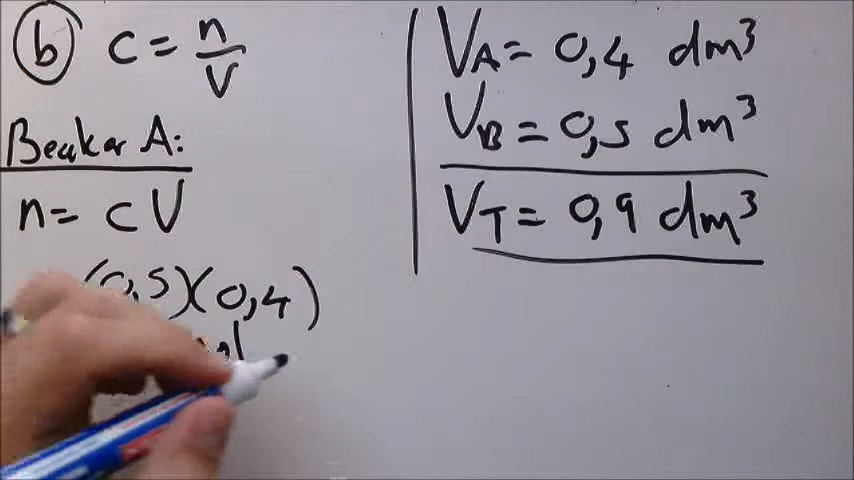 b c = n/V
Beaker A:
n = cV
(0,5)(0,4)
VA = 0,4 dm³
VB = 0,5 dm³
VT = 0,9 dm³